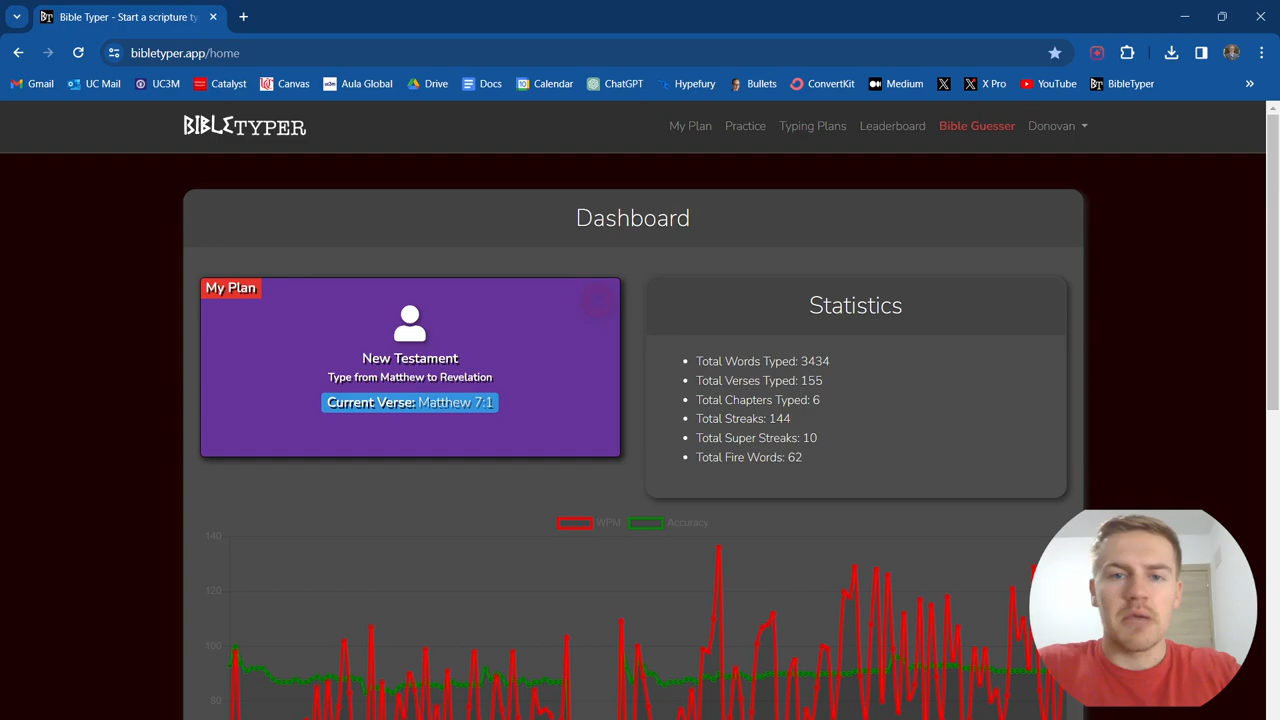 BT Bible Typer - Start a scripture ty
bibletyper.app/home
Gmail UC Mail UC3M Catalyst Canvas Aula Global Drive Docs Calendar ChatGPT Hypefury Bullets ConvertKit Medium X X Pro YouTube BT BibleTyper
BIBLETYPER My Plan Practice Typing Plans Leaderboard Bible Guesser Donovan
Dashboard
My Plan
New Testament
Type from Matthew to Revelation
Current Verse: Matthew 7:1
Statistics
• Total Words Typed: 3434
• Total Verses Typed: 155
• Total Chapters Typed: 6
• Total Streaks: 144
• Total Super Streaks: 10
• Total Fire Words: 62
WPM Accuracy
140
120
100
80